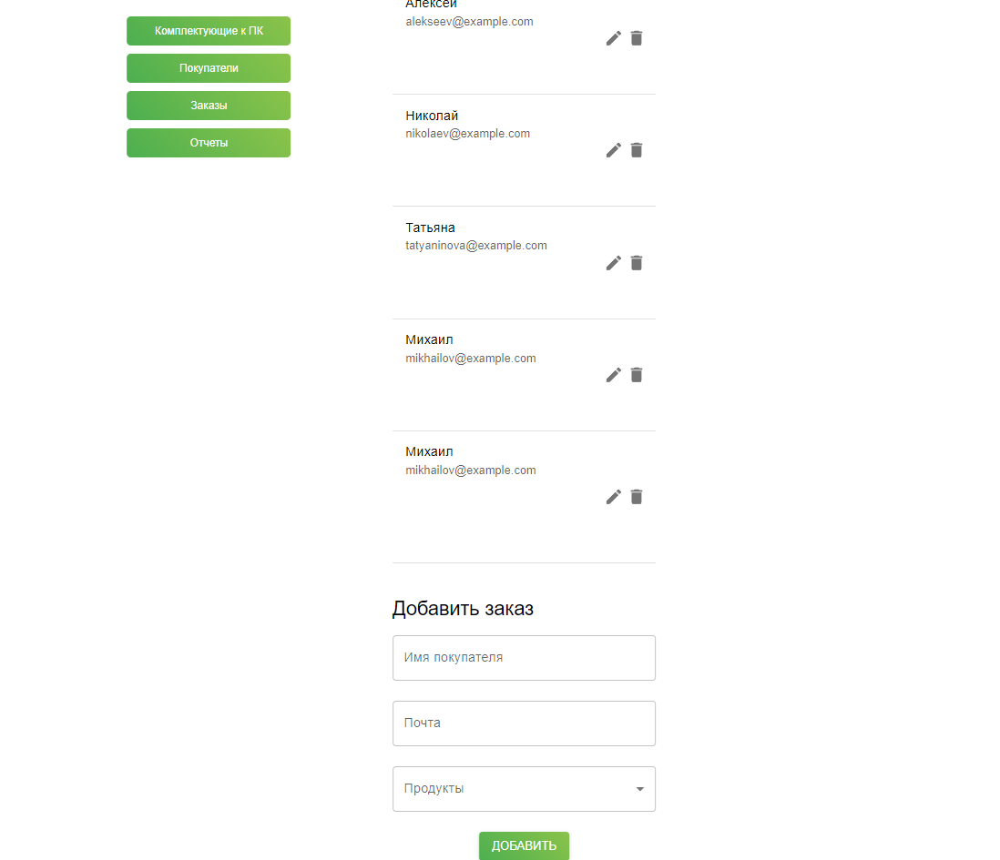 Комплектующие к ПК
Покупатели
Заказы
Отчеты
Алексей
alekseev@example.com
Николай
nikolaev@example.com
Татьяна
tatyaninova@example.com
Михаил
mikhailov@example.com
Михаил
mikhailov@example.com
Добавить заказ
Имя покупателя
Почта
Продукты
ДОБАВИТЬ